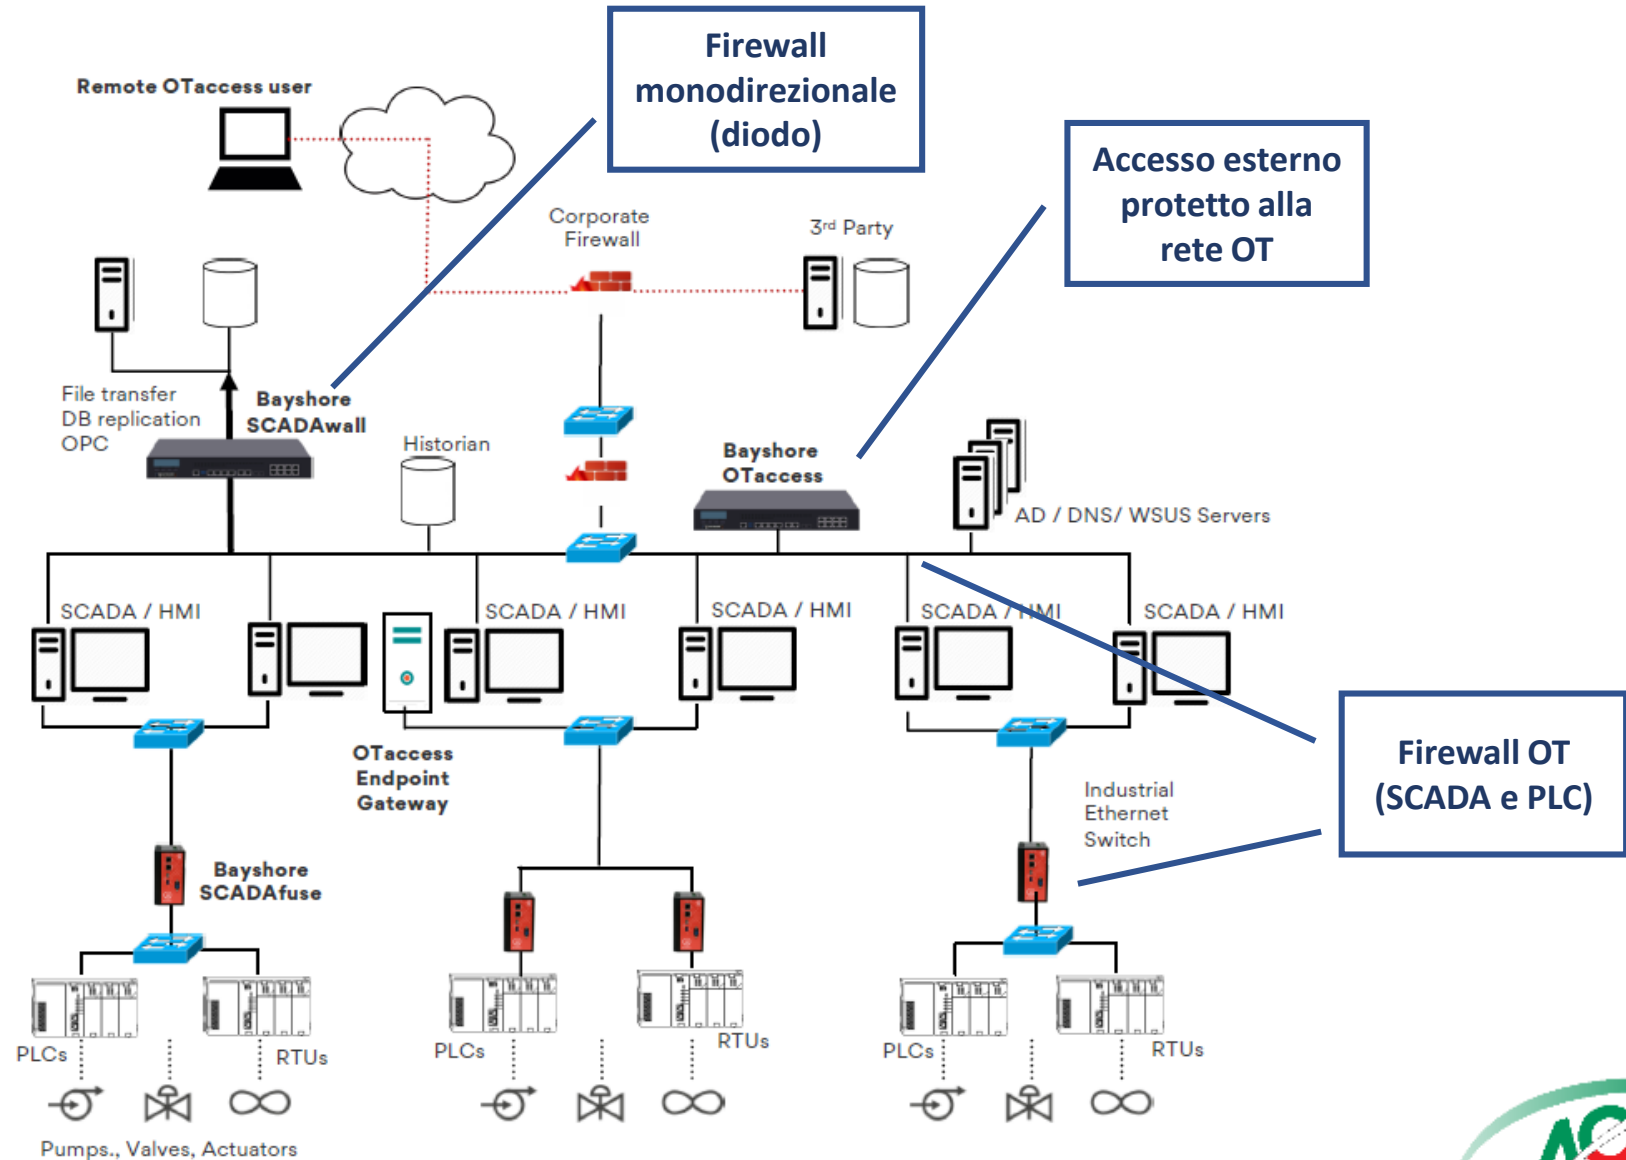 Firewall
monodirezionale
(diodo)
Remote OTaccess user
Accesso esterno
protetto alla
rete OT
Corporate
Firewall
3rd Party
File transfer
DB replication
OPC
Bayshore
SCADAwall
Historian
Bayshore
OTaccess
AD / DNS/ WSUS Servers
SCADA / HMI
SCADA / HMI
SCADA / HMI
SCADA / HMI
SCADA / HMI
OTaccess
Endpoint
Gateway
Firewall OT
(SCADA e PLC)
Industrial
Ethernet
Switch
Bayshore
SCADAfuse
PLCs
RTUs
PLCs
RTUs
PLCs
RTUs
Pumps., Valves, Actuators